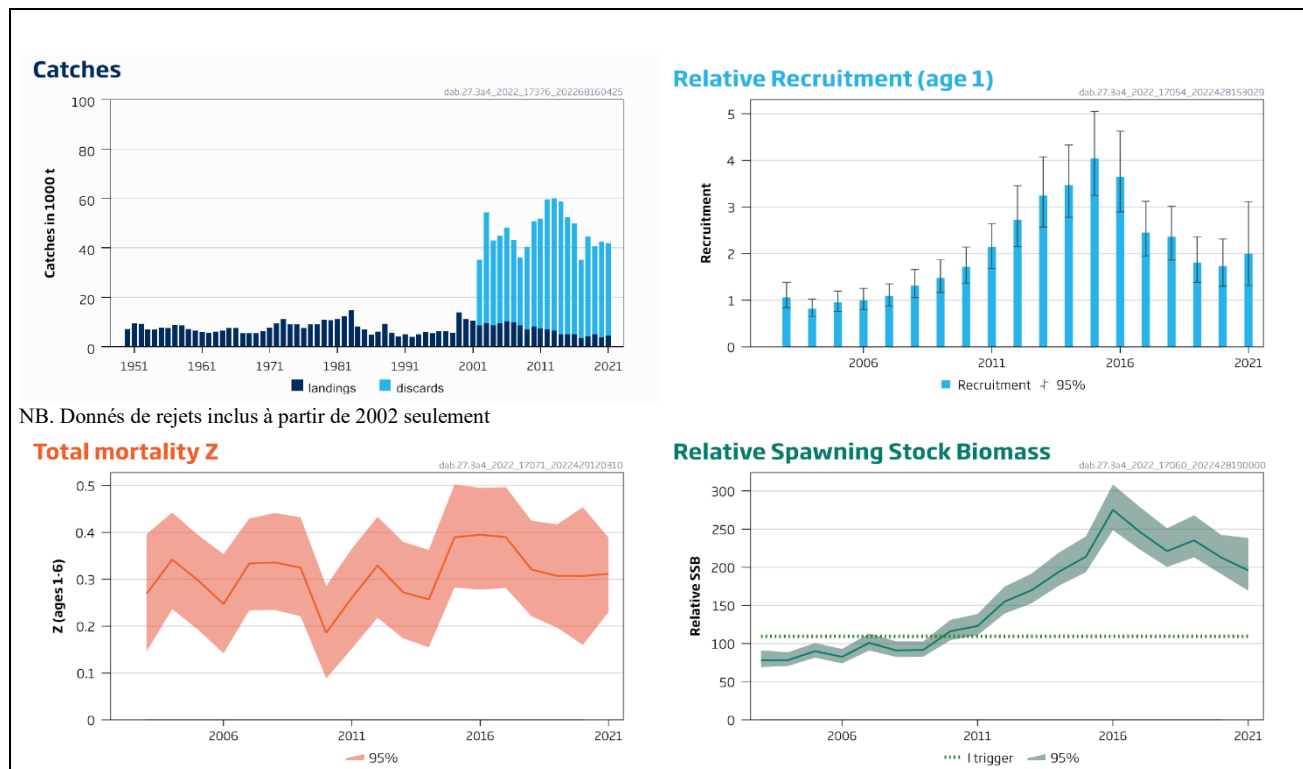 Catches
dab.27.3a4_2022_17376_202268160425
100
80
60
40
20
0
Catches in 1000 t
1951 1961 1971 1981 1991 2001 2011 2021
landings discards
NB. Donnés de rejets inclus à partir de 2002 seulement
Relative Recruitment (age 1)
dab.27.3a4_2022_17054_2022428153029
5
4
3
2
1
0
Recruitment
2006 2011 2016 2021
Recruitment 95%
Total mortality Z
dab.27.3a4_2022_17071_2022429120310
0.5
0.4
0.3
0.2
0.1
0
Z (ages 1-6)
2006 2011 2016 2021
95%
Relative Spawning Stock Biomass
dab.27.3a4_2022_17060_2022428190000
300
250
200
150
100
50
0
Relative SSB
2006 2011 2016 2021
I trigger 95%